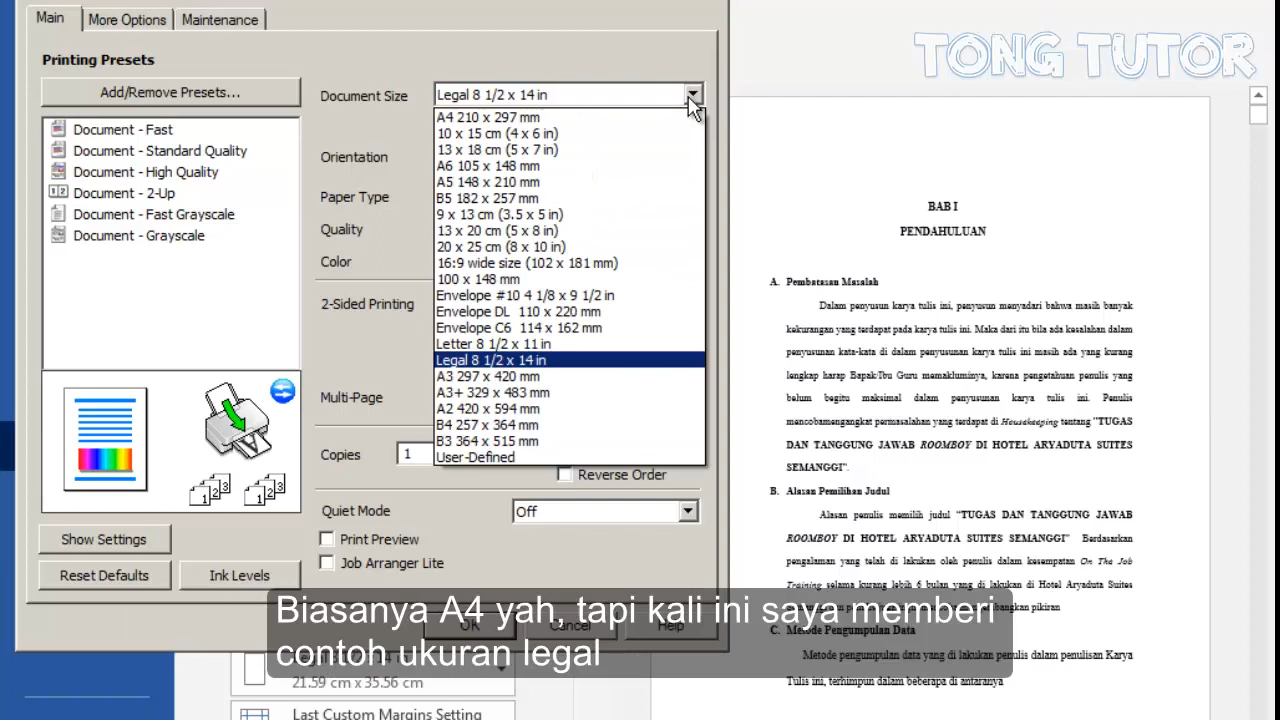 Main
More Options
Maintenance
TONG TUTOR
Printing Presets
Add/Remove Presets...
Document - Fast
Document - Standard Quality
Document - High Quality
Document - 2-Up
Document - Fast Grayscale
Document - Grayscale
Show Settings
Reset Defaults
Ink Levels
Document Size
Legal 8 1/2 x 14 in
A4 210 x 297 mm
10 x 15 cm (4 x 6 in)
13 x 18 cm (5 x 7 in)
A6 105 x 148 mm
A5 148 x 210 mm
B5 182 x 257 mm
9 x 13 cm (3.5 x 5 in)
13 x 20 cm (5 x 8 in)
20 x 25 cm (8 x 10 in)
16:9 wide size (102 x 181 mm)
100 x 148 mm
Envelope #10 4 1/8 x 9 1/2 in
Envelope DL 110 x 220 mm
Envelope C6 114 x 162 mm
Letter 8 1/2 x 11 in
Legal 8 1/2 x 14 in
A3 297 x 420 mm
A3+ 329 x 483 mm
A2 420 x 594 mm
B4 257 x 364 mm
B3 364 x 515 mm
User-Defined
Orientation
Paper Type
Quality
Color
2-Sided Printing
Multi-Page
Copies
1
Reverse Order
Quiet Mode
Off
Print Preview
Job Arranger Lite
OK
Cancel
Help
21.59 cm x 35.56 cm
Last Custom Margins Setting
BAB I
PENDAHULUAN
A. Pembatasan Masalah
Dalam penyusun karya tulis ini, penyusun menyadari bahwa masih banyak
kekurangan yang terdapat pada karya tulis ini. Maka dari itu bila ada kesalahan dalam
penyusunan kata-kata di dalam penyusunan karya tulis ini masih ada yang kurang
lengkap harap Bapak/Ibu Guru memakluminya, karena pengetahuan penulis yang
belum begitu maksimal dalam penyusunan karya tulis ini. Penulis
mencobamengangkat permasalahan yang terdapat di Housekeeping tentang "TUGAS
DAN TANGGUNG JAWAB ROOMBOY DI HOTEL ARYADUTA SUITES
SEMANGGI".
B. Alasan Pemilihan Judul
Alasan penulis memilih judul "TUGAS DAN TANGGUNG JAWAB
ROOMBOY DI HOTEL ARYADUTA SUITES SEMANGGI" Berdasarkan
pengalaman yang telah di lakukan oleh penulis dalam kesempatan On The Job
Training selama kurang lebih 6 bulan yang di lakukan di Hotel Aryaduta Suites
pikiran
C. Metode Pengumpulan Data
Metode pengumpulan data yang di lakukan penulis dalam penulisan Karya
Tulis ini, terhimpun dalam beberapa di antaranya
Biasanya A4 yah, tapi kali ini saya memberi
contoh ukuran legal